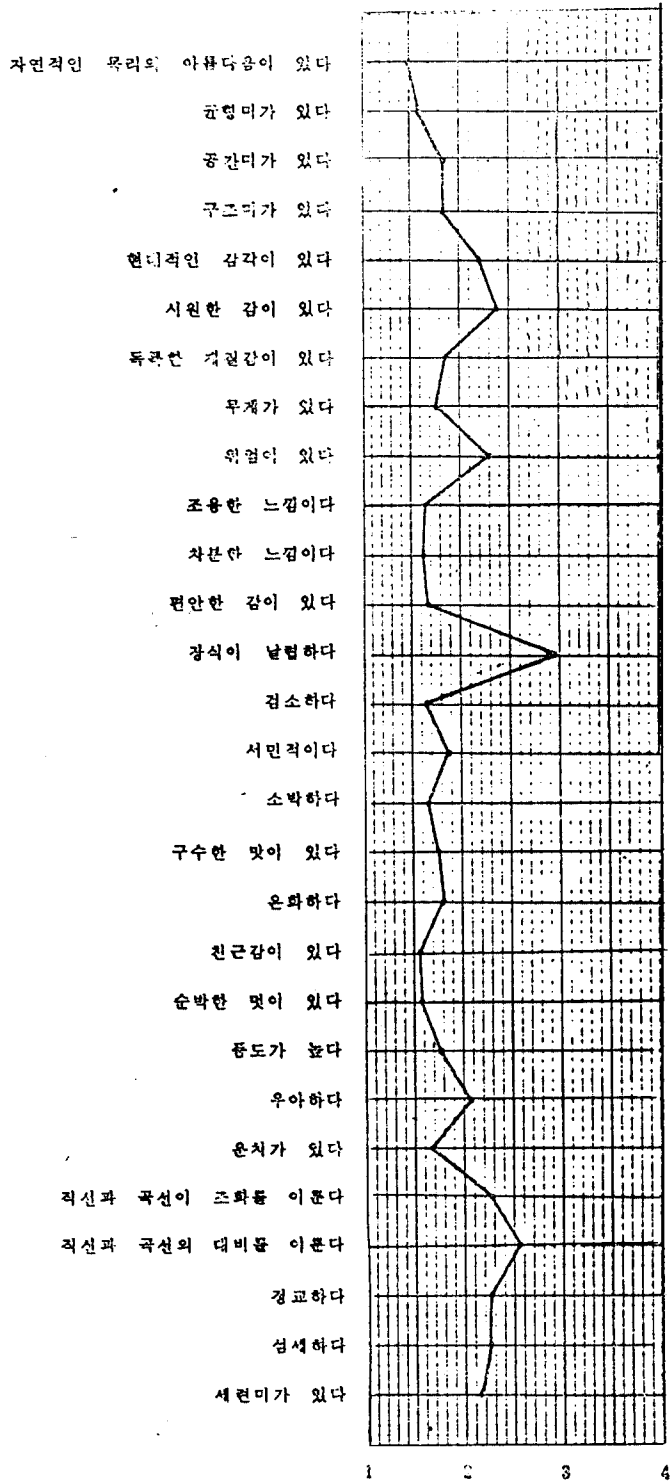 자연적인 목리의 아름다움이 있다
균형미가 있다
공간미가 있다
구조미가 있다
현대적인 감각이 있다
시원한 감이 있다
독특한 재질감이 있다
무게가 있다
위엄이 있다
조용한 느낌이다
차분한 느낌이다
편안한 감이 있다
장식이 날렵하다
검소하다
서민적이다
소박하다
구수한 맛이 있다
온화하다
친근감이 있다
순박한 멋이 있다
품도가 높다
우아하다
운치가 있다
직선과 곡선이 조화를 이룬다
직선과 곡선의 대비를 이룬다
정교하다
섬세하다
세련미가 있다
1 2 3 4